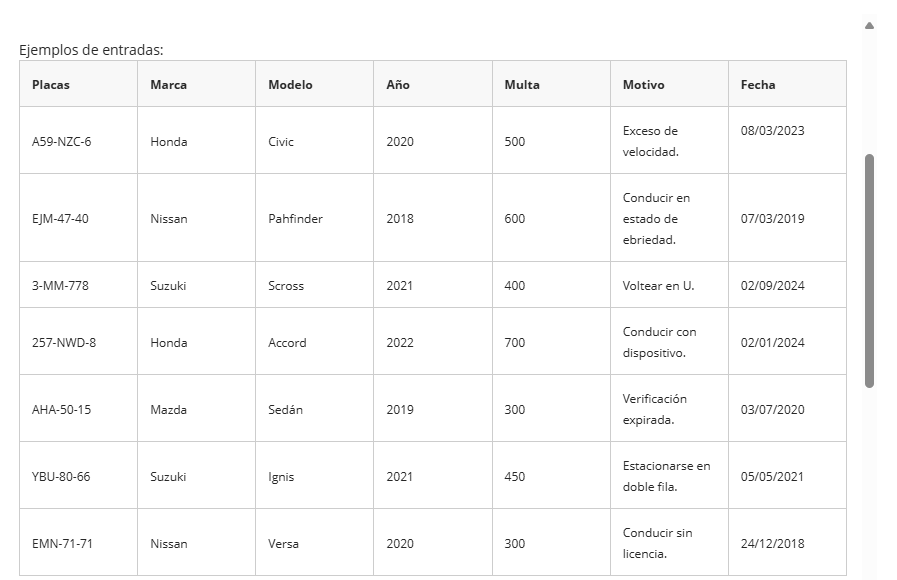 Ejemplos de entradas:
Placas Marca Modelo Año Multa Motivo Fecha
A59-NZC-6 Honda Civic 2020 500 Exceso de velocidad. 08/03/2023
EJM-47-40 Nissan Pahfinder 2018 600 Conducir en estado de ebriedad. 07/03/2019
3-MM-778 Suzuki Scross 2021 400 Voltear en U. 02/09/2024
257-NWD-8 Honda Accord 2022 700 Conducir con dispositivo. 02/01/2024
AHA-50-15 Mazda Sedán 2019 300 Verificación expirada. 03/07/2020
YBU-80-66 Suzuki Ignis 2021 450 Estacionarse en doble fila. 05/05/2021
EMN-71-71 Nissan Versa 2020 300 Conducir sin licencia. 24/12/2018